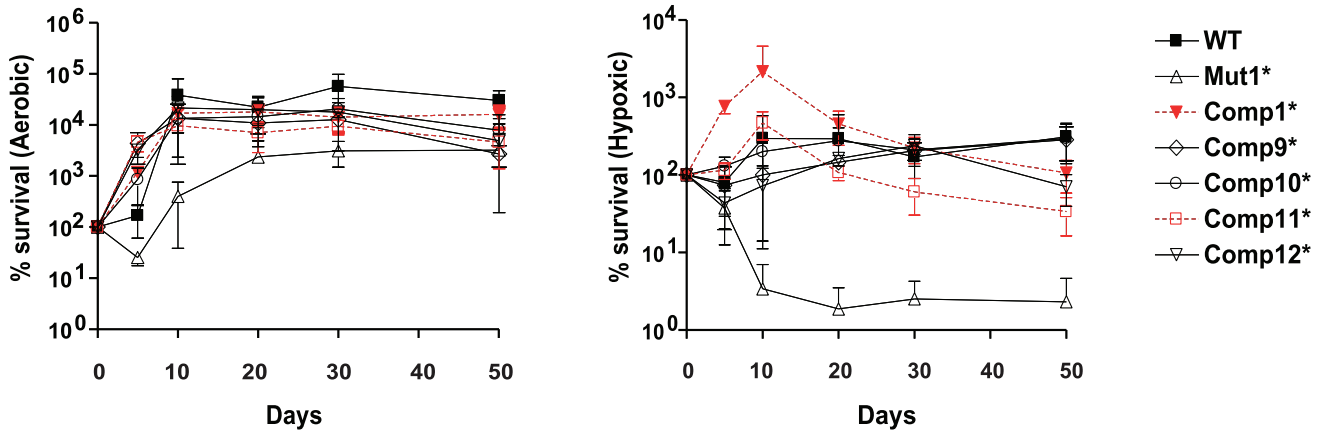 % survival (Aerobic)
10^6
10^5
10^4
10^3
10^2
10^1
10^0
0 10 20 30 40 50
Days
% survival (Hypoxic)
10^4
10^3
10^2
10^1
10^0
0 10 20 30 40 50
Days
WT
Mut1*
Comp1*
Comp9*
Comp10*
Comp11*
Comp12*